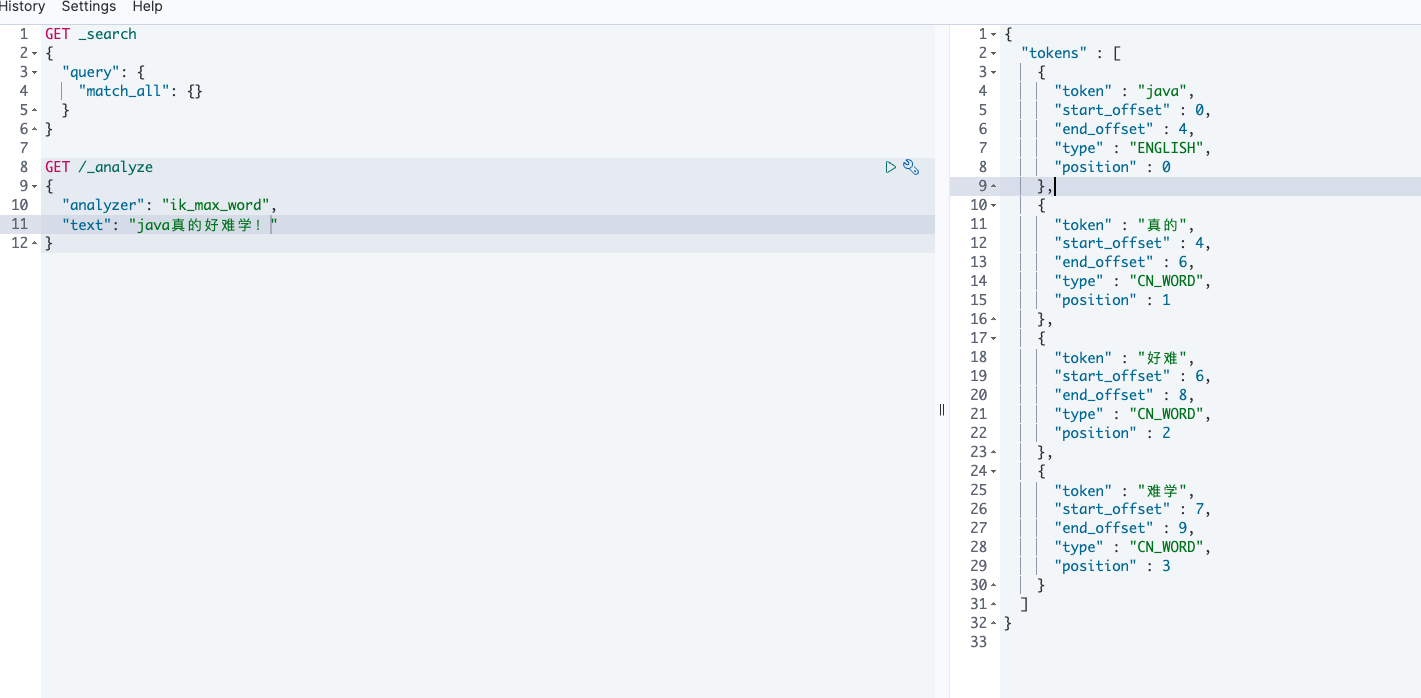 History Settings Help
1 GET _search
2 {
3 "query": {
4 "match_all": {}
5 }
6 }
7
8 GET /_analyze
9 {
10 "analyzer": "ik_max_word",
11 "text": "java真的好难学！"
12 }
1 {
2 "tokens" : [
3 {
4 "token" : "java",
5 "start_offset" : 0,
6 "end_offset" : 4,
7 "type" : "ENGLISH",
8 "position" : 0
9 },
10 {
11 "token" : "真的",
12 "start_offset" : 4,
13 "end_offset" : 6,
14 "type" : "CN_WORD",
15 "position" : 1
16 },
17 {
18 "token" : "好难",
19 "start_offset" : 6,
20 "end_offset" : 8,
21 "type" : "CN_WORD",
22 "position" : 2
23 },
24 {
25 "token" : "难学",
26 "start_offset" : 7,
27 "end_offset" : 9,
28 "type" : "CN_WORD",
29 "position" : 3
30 }
31 ]
32 }
33